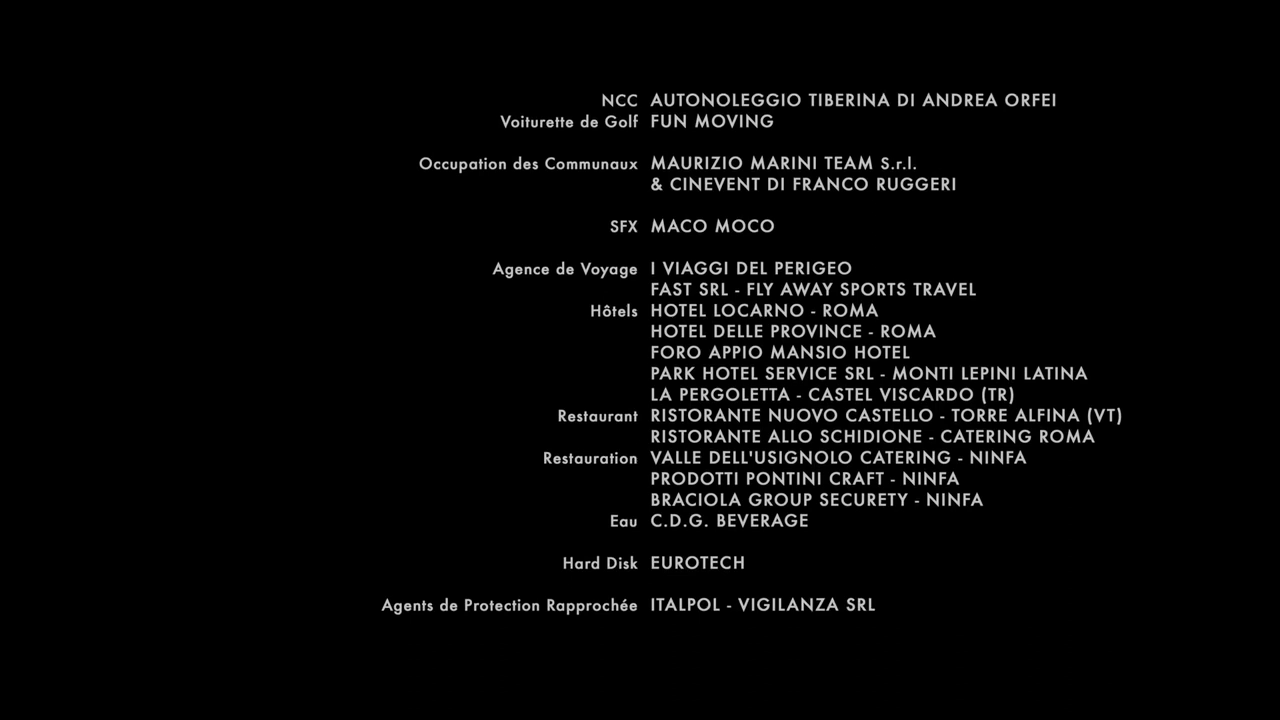 NCC AUTONOLEGGIO TIBERINA DI ANDREA ORFEI
Voiturette de Golf FUN MOVING
Occupation des Communaux MAURIZIO MARINI TEAM S.r.l.
& CINEVENT DI FRANCO RUGGERI
SFX MACO MOCO
Agence de Voyage I VIAGGI DEL PERIGEO
FAST SRL - FLY AWAY SPORTS TRAVEL
Hôtels HOTEL LOCARNO - ROMA
HOTEL DELLE PROVINCE - ROMA
FORO APPIO MANSIO HOTEL
PARK HOTEL SERVICE SRL - MONTI LEPINI LATINA
LA PERGOLETTA - CASTEL VISCARDO (TR)
Restaurant RISTORANTE NUOVO CASTELLO - TORRE ALFINA (VT)
RISTORANTE ALLO SCHIDIONE - CATERING ROMA
Restauration VALLE DELL'USIGNOLO CATERING - NINFA
PRODOTTI PONTINI CRAFT - NINFA
BRACIOLA GROUP SECURETY - NINFA
Eau C.D.G. BEVERAGE
Hard Disk EUROTECH
Agents de Protection Rapprochée ITALPOL - VIGILANZA SRL